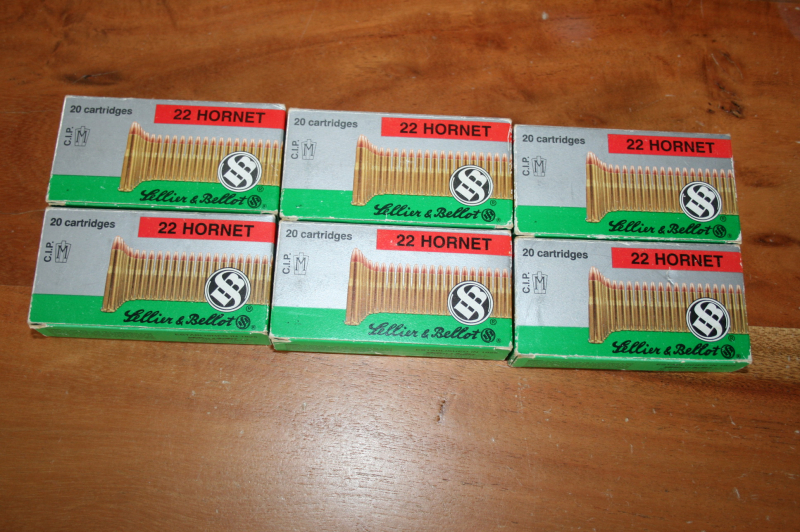 20 cartridges
22 HORNET
C.I.P.
M
Sellier & Bellot
20 cartridges
22 HORNET
C.I.P.
M
Sellier & Bellot
20 cartridges
22 HORNET
C.I.P.
M
Sellier & Bellot
20 cartridges
22 HORNET
C.I.P.
M
Sellier & Bellot
20 cartridges
22 HORNET
C.I.P.
M
Sellier & Bellot
20 cartridges
22 HORNET
C.I.P.
M
Sellier & Bellot